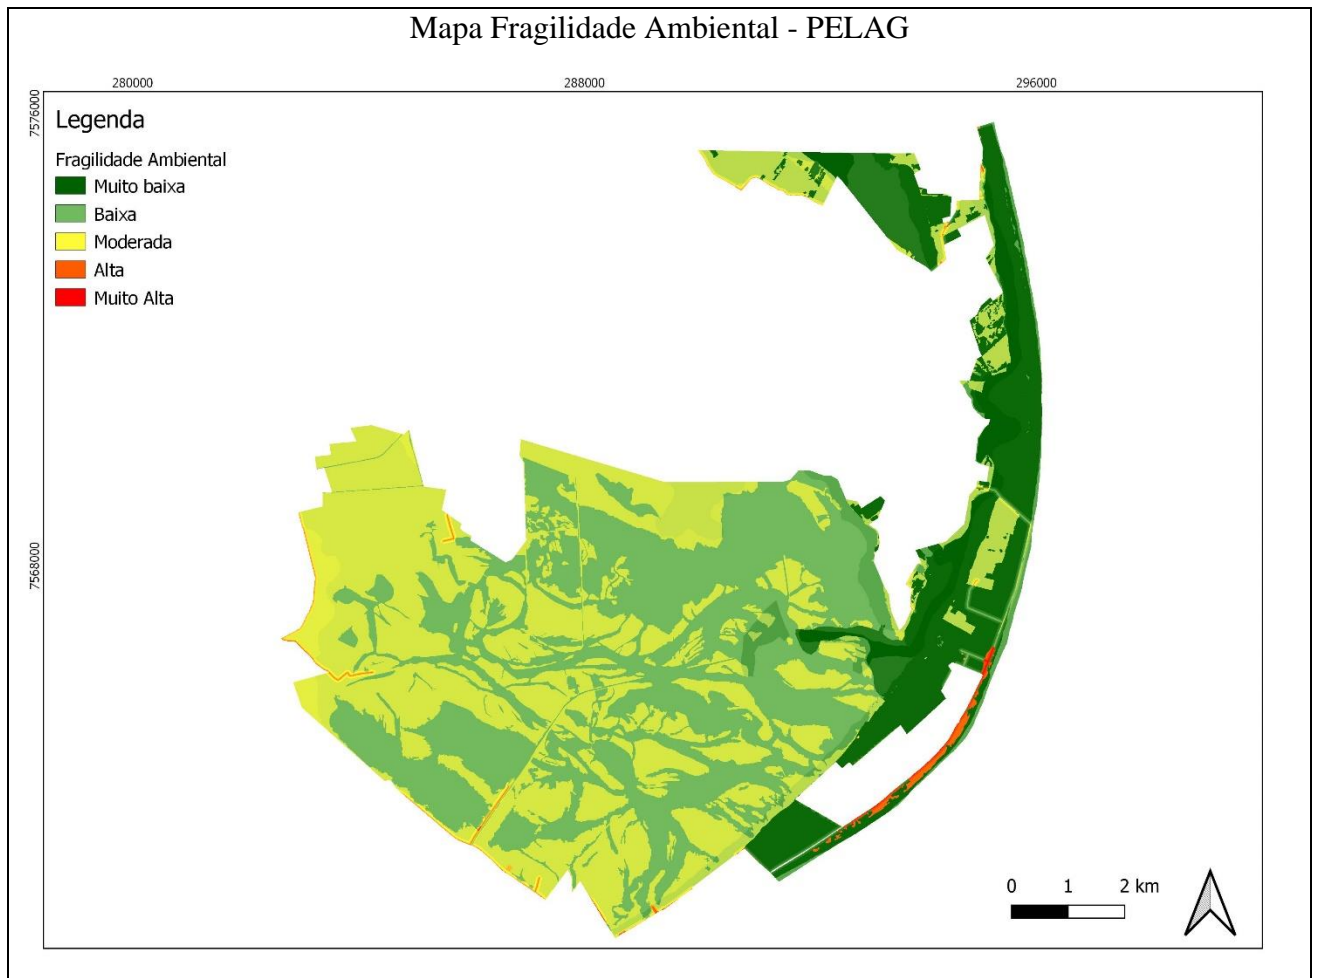 Mapa Fragilidade Ambiental - PELAG
280000
288000
296000
7576000
7568000
Legenda
Fragilidade Ambiental
Muito baixa
Baixa
Moderada
Alta
Muito Alta
0 1 2 km